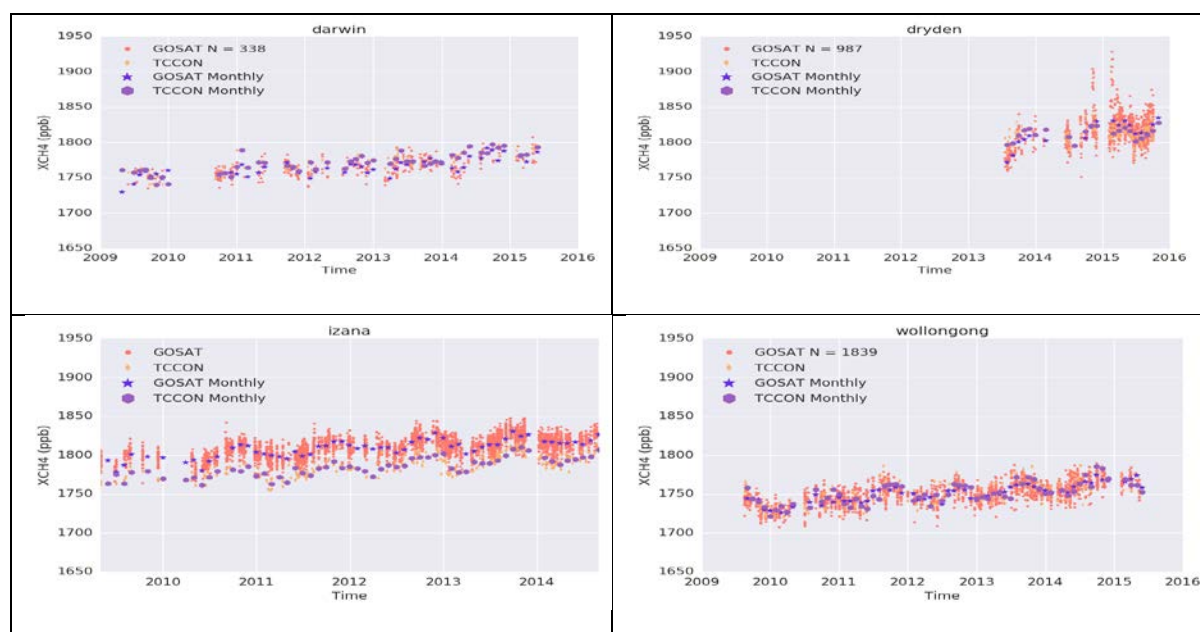 darwin
1950
1900
1850
1800
1750
1700
1650
XCH4 (ppb)
GOSAT N = 338
TCCON
GOSAT Monthly
TCCON Monthly
2009 2010 2011 2012 2013 2014 2015 2016
Time
dryden
1950
1900
1850
1800
1750
1700
1650
XCH4 (ppb)
GOSAT N = 987
TCCON
GOSAT Monthly
TCCON Monthly
2009 2010 2011 2012 2013 2014 2015 2016
Time
izana
1950
1900
1850
1800
1750
1700
1650
XCH4 (ppb)
GOSAT
TCCON
GOSAT Monthly
TCCON Monthly
2010 2011 2012 2013 2014
Time
wollongong
1950
1900
1850
1800
1750
1700
1650
XCH4 (ppb)
GOSAT N = 1839
TCCON
GOSAT Monthly
TCCON Monthly
2009 2010 2011 2012 2013 2014 2015 2016
Time